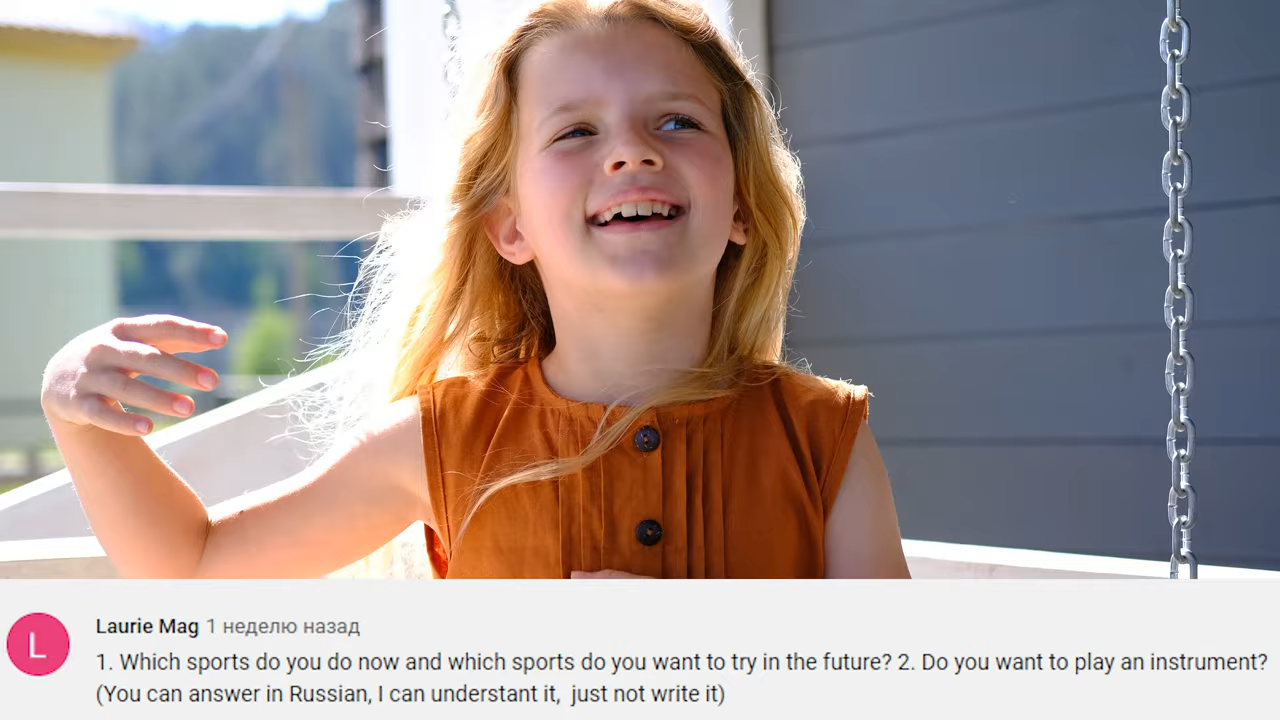 L
Laurie Mag 1 неделю назад
1. Which sports do you do now and which sports do you want to try in the future? 2. Do you want to play an instrument?
(You can answer in Russian, I can understant it,  just not write it)